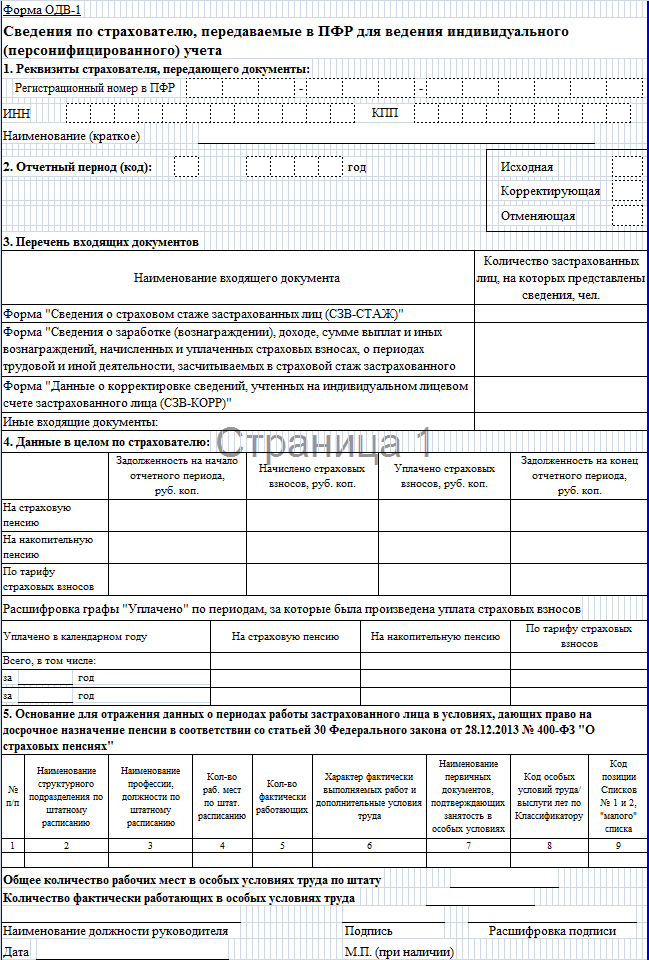 Форма ОДВ-1
Сведения по страхователю, передаваемые в ПФР для ведения индивидуального
(персонифицированного) учета
1. Реквизиты страхователя, передающего документы:
Регистрационный номер в ПФР - -
ИНН КПП
Наименование (краткое)
2. Отчетный период (код): год
Исходная
Корректирующая
Отменяющая
3. Перечень входящих документов
Наименование входящего документа
Количество застрахованных
лиц, на которых представлены
сведения, чел.
Форма "Сведения о страховом стаже застрахованных лиц (СЗВ-СТАЖ)"
Форма "Сведения о заработке (вознаграждении), доходе, сумме выплат и иных
вознаграждений, начисленных и уплаченных страховых взносах, о периодах
трудовой и иной деятельности, засчитываемых в страховой стаж застрахованного
Форма "Данные о корректировке сведений, учтенных на индивидуальном лицевом
счете застрахованного лица (СЗВ-КОРР)"
Иные входящие документы:
Страница 1
4. Данные в целом по страхователю:
Задолженность на начало
отчетного периода,
руб. коп.
Начислено страховых
взносов, руб. коп.
Уплачено страховых
взносов, руб. коп.
Задолженность на конец
отчетного периода,
руб. коп.
На страховую
пенсию
На накопительную
пенсию
По тарифу
страховых взносов
Расшифровка графы "Уплачено" по периодам, за которые была произведена уплата страховых взносов
Уплачено в календарном году
На страховую пенсию
На накопительную пенсию
По тарифу страховых
взносов
Всего, в том числе:
за год
за год
5. Основание для отражения данных о периодах работы застрахованного лица в условиях, дающих право на
досрочное назначение пенсии в соответствии со статьей 30 Федерального закона от 28.12.2013 № 400-ФЗ "О
страховых пенсиях"
№
п/п
Наименование
структурного
подразделения по
штатному
расписанию
Наименование
профессии,
должности по
штатному
расписанию
Кол-во
раб. мест
по штат.
расписанию
Кол-во
фактически
работающих
Характер фактически
выполняемых работ и
дополнительные условия
труда
Наименование
первичных
документов,
подтверждающих
занятость в
особых условиях
Код особых
условий труда/
выслуги лет по
Классификатору
Код
позиции
Списков
№ 1 и 2,
"малого"
списка
1 2 3 4 5 6 7 8 9
Общее количество рабочих мест в особых условиях труда по штату
Количество фактически работающих в особых условиях труда
Наименование должности руководителя Подпись Расшифровка подписи
Дата М.П. (при наличии)